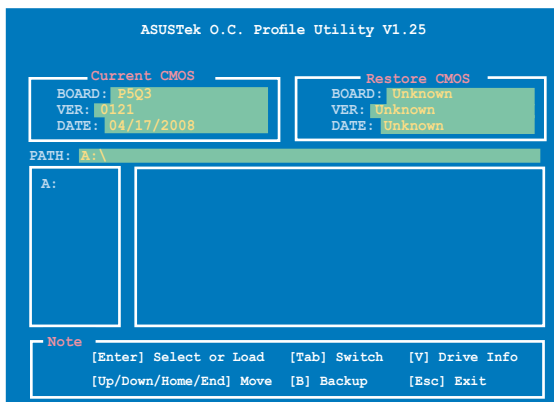 ASUSTek O.C. Profile Utility V1.25
Current CMOS
BOARD: P5Q3
VER: 0121
DATE: 04/17/2008
Restore CMOS
BOARD: Unknown
VER: Unknown
DATE: Unknown
PATH: A:\
A:
Note
[Enter] Select or Load [Tab] Switch [V] Drive Info
[Up/Down/Home/End] Move [B] Backup [Esc] Exit